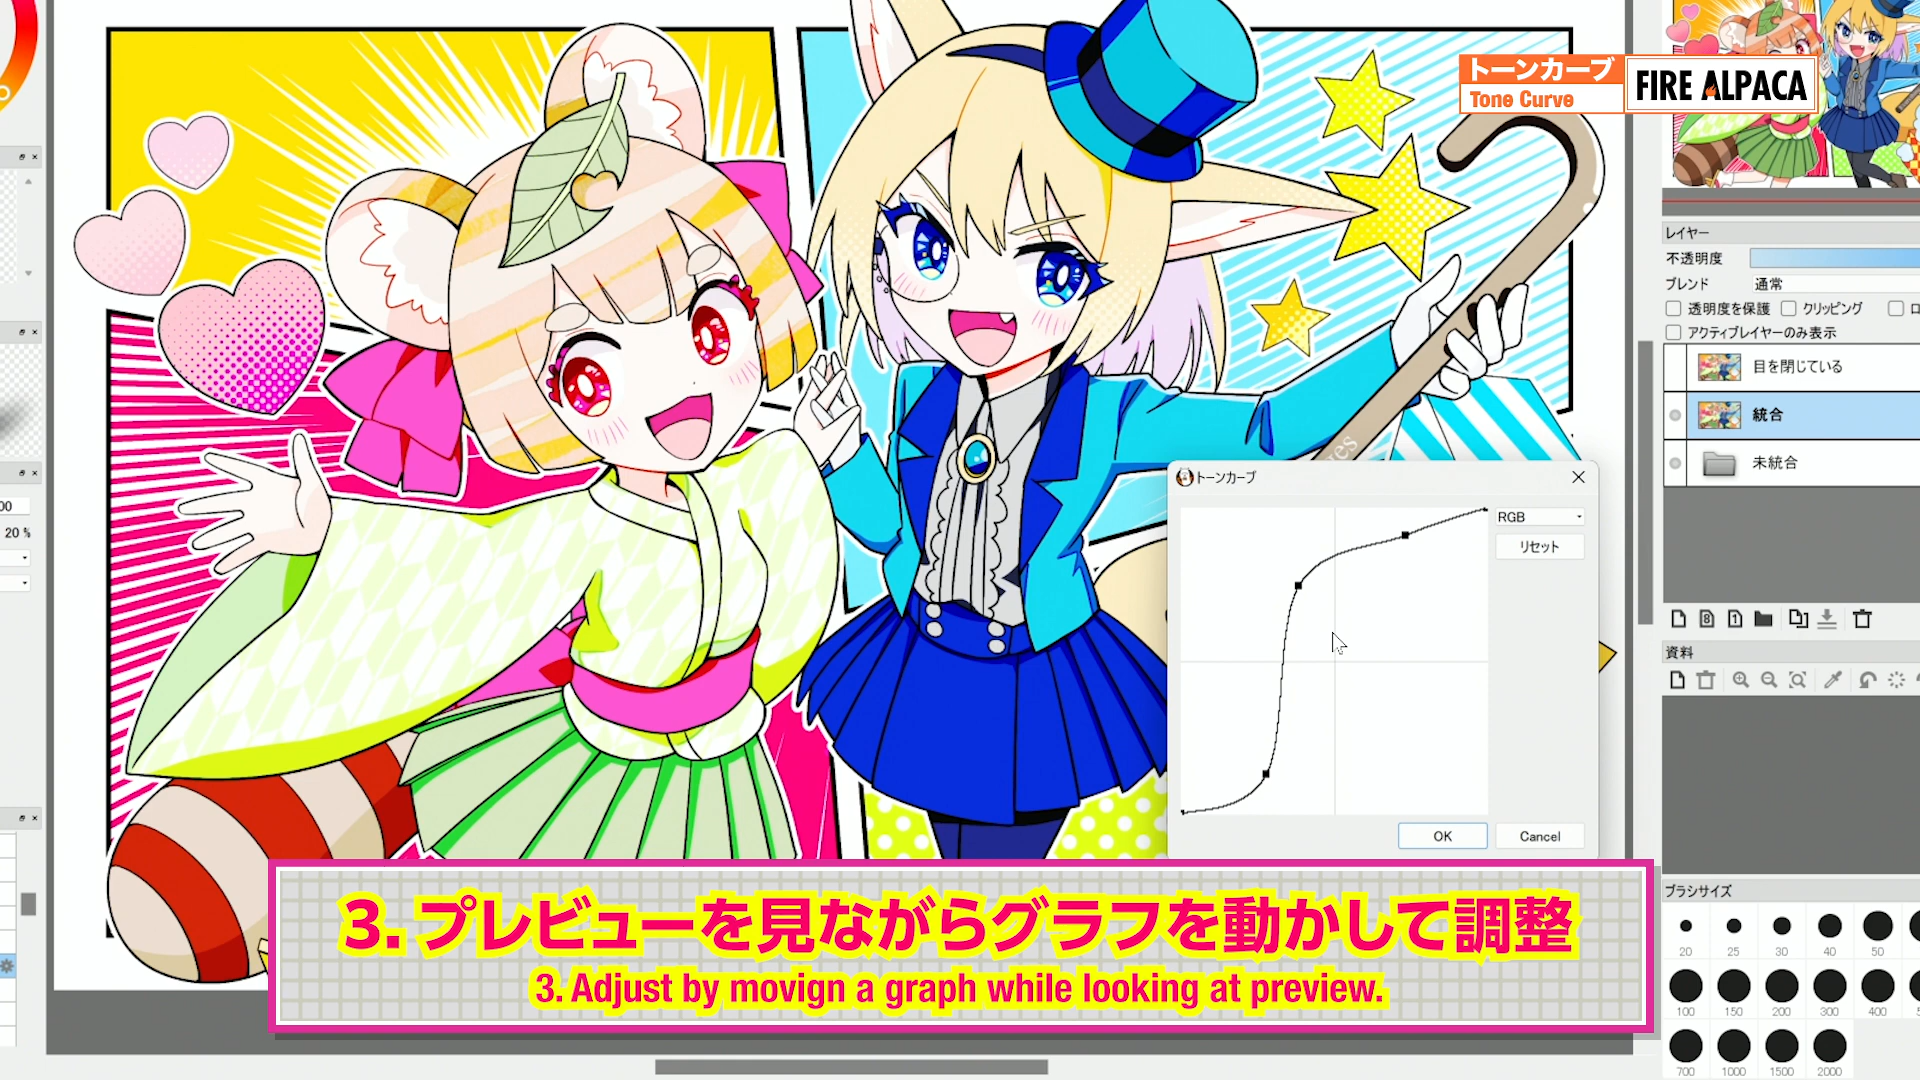 トーンカーブ
Tone Curve
FIRE ALPACA
レイヤー
不透明度
ブレンド 通常
透明度を保護 クリッピング
アクティブレイヤーのみ表示
目を閉じている
統合
未統合
00
20 %
トーンカーブ
RGB
リセット
OK Cancel
資料
ブラシサイズ
20 25 30 40 50
100 150 200 300 400
700 1000 1500 2000
3. プレビューを見ながらグラフを動かして調整
3. Adjust by movign a graph while looking at preview.